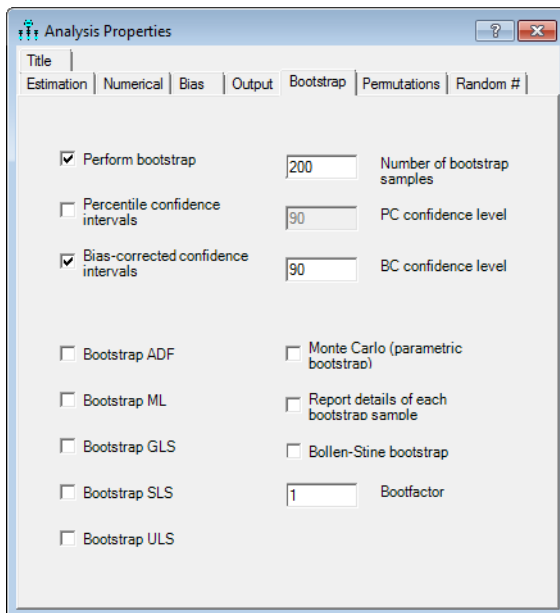 Analysis Properties
Title
Estimation Numerical Bias Output Bootstrap Permutations Random #
Perform bootstrap
200
Number of bootstrap
samples
Percentile confidence
intervals
90
PC confidence level
Bias-corrected confidence
intervals
90
BC confidence level
Bootstrap ADF
Monte Carlo (parametric
bootstrap)
Bootstrap ML
Report details of each
bootstrap sample
Bootstrap GLS
Bollen-Stine bootstrap
Bootstrap SLS
1
Bootfactor
Bootstrap ULS